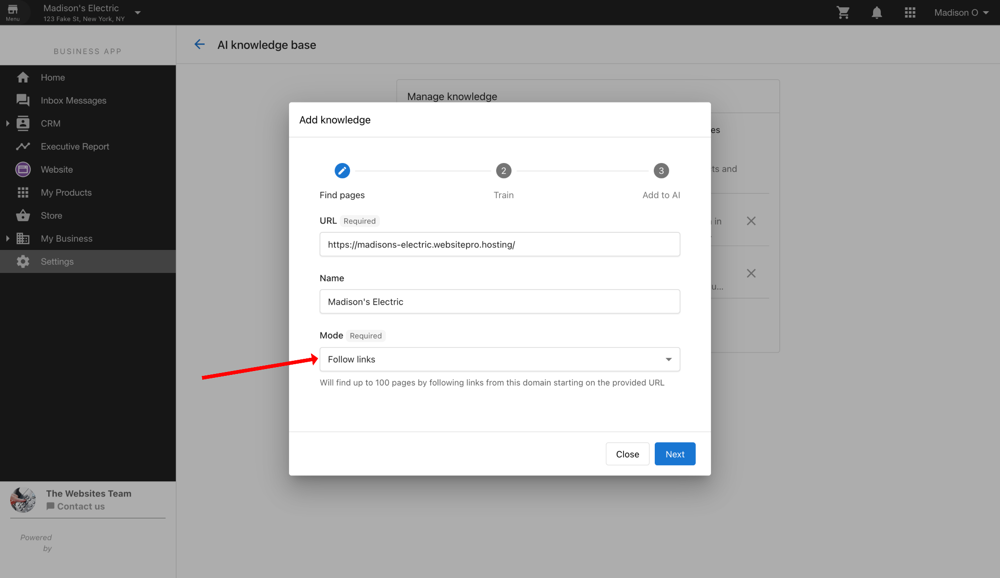 Menu
Madison's Electric
123 Fake St, New York, NY
Madison O
BUSINESS APP
AI knowledge base
Home
Inbox Messages
CRM
Executive Report
Website
My Products
Store
My Business
Settings
The Websites Team
Contact us
Powered
by
Manage knowledge
es
ts and
in
u...
Add knowledge
2
3
Find pages
Train
Add to AI
URL Required
https://madisons-electric.websitepro.hosting/
Name
Madison's Electric
Mode Required
Follow links
Will find up to 100 pages by following links from this domain starting on the provided URL
Close
Next